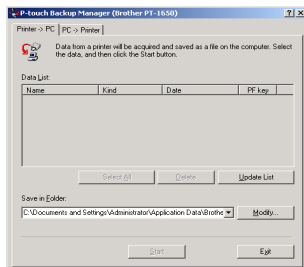 P-touch Backup Manager (Brother PT-1650)
Printer -> PC PC -> Printer
Data from a printer will be acquired and saved as a file on the computer. Select
the data, and then click the Start button.
Data List:
Name Kind Date PF key
Select All Delete Update List
Save in Folder:
C:\Documents and Settings\Administrator\Application Data\Brothe Modify...
Start Exit